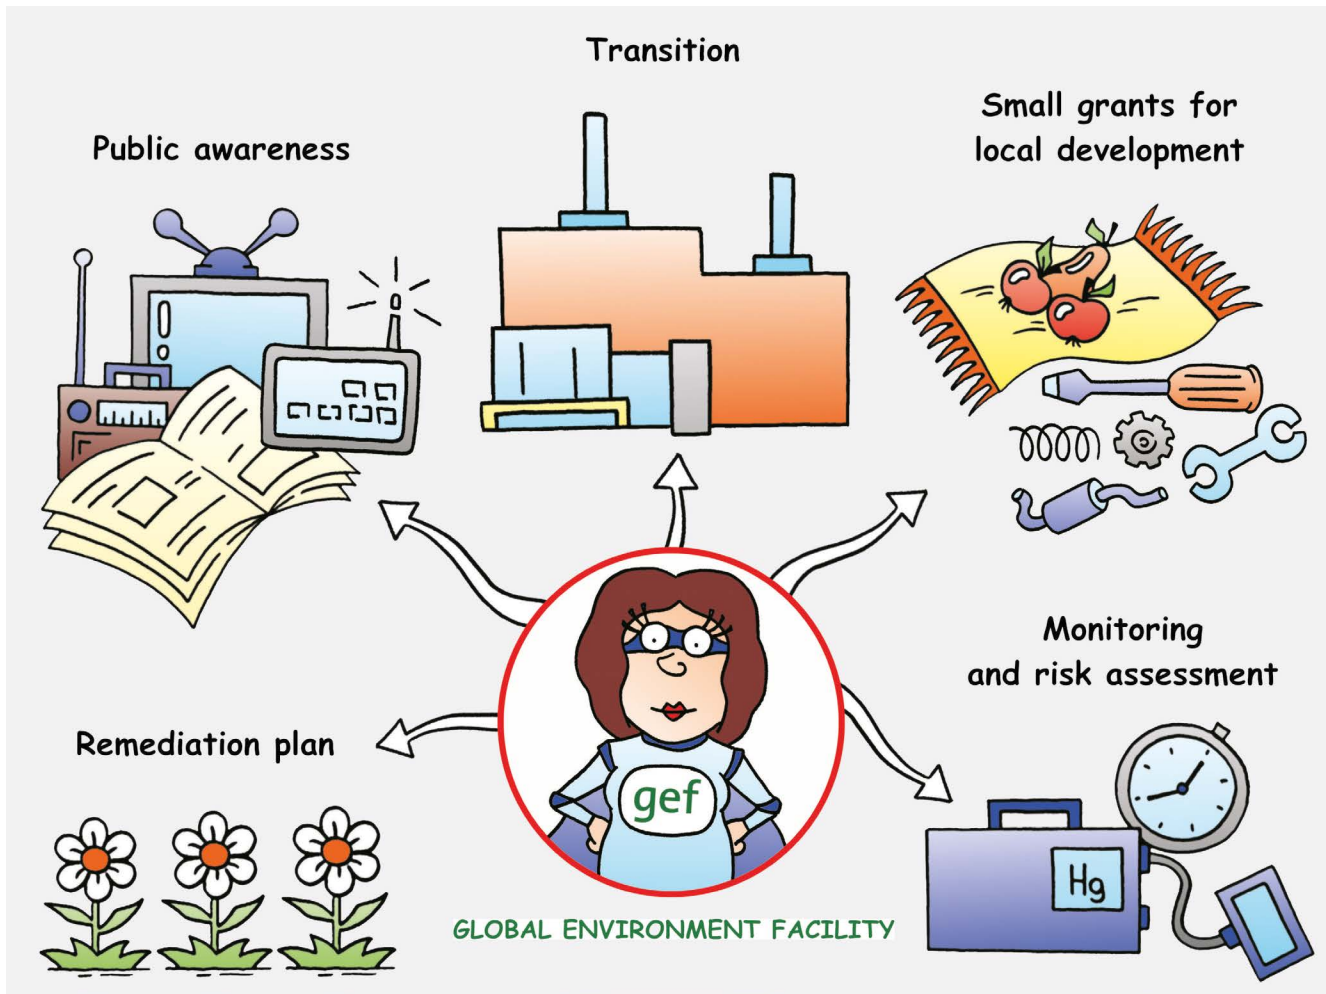 Transition
Small grants for
local development
Public awareness
Monitoring
and risk assessment
Remediation plan
gef
Hg
GLOBAL ENVIRONMENT FACILITY